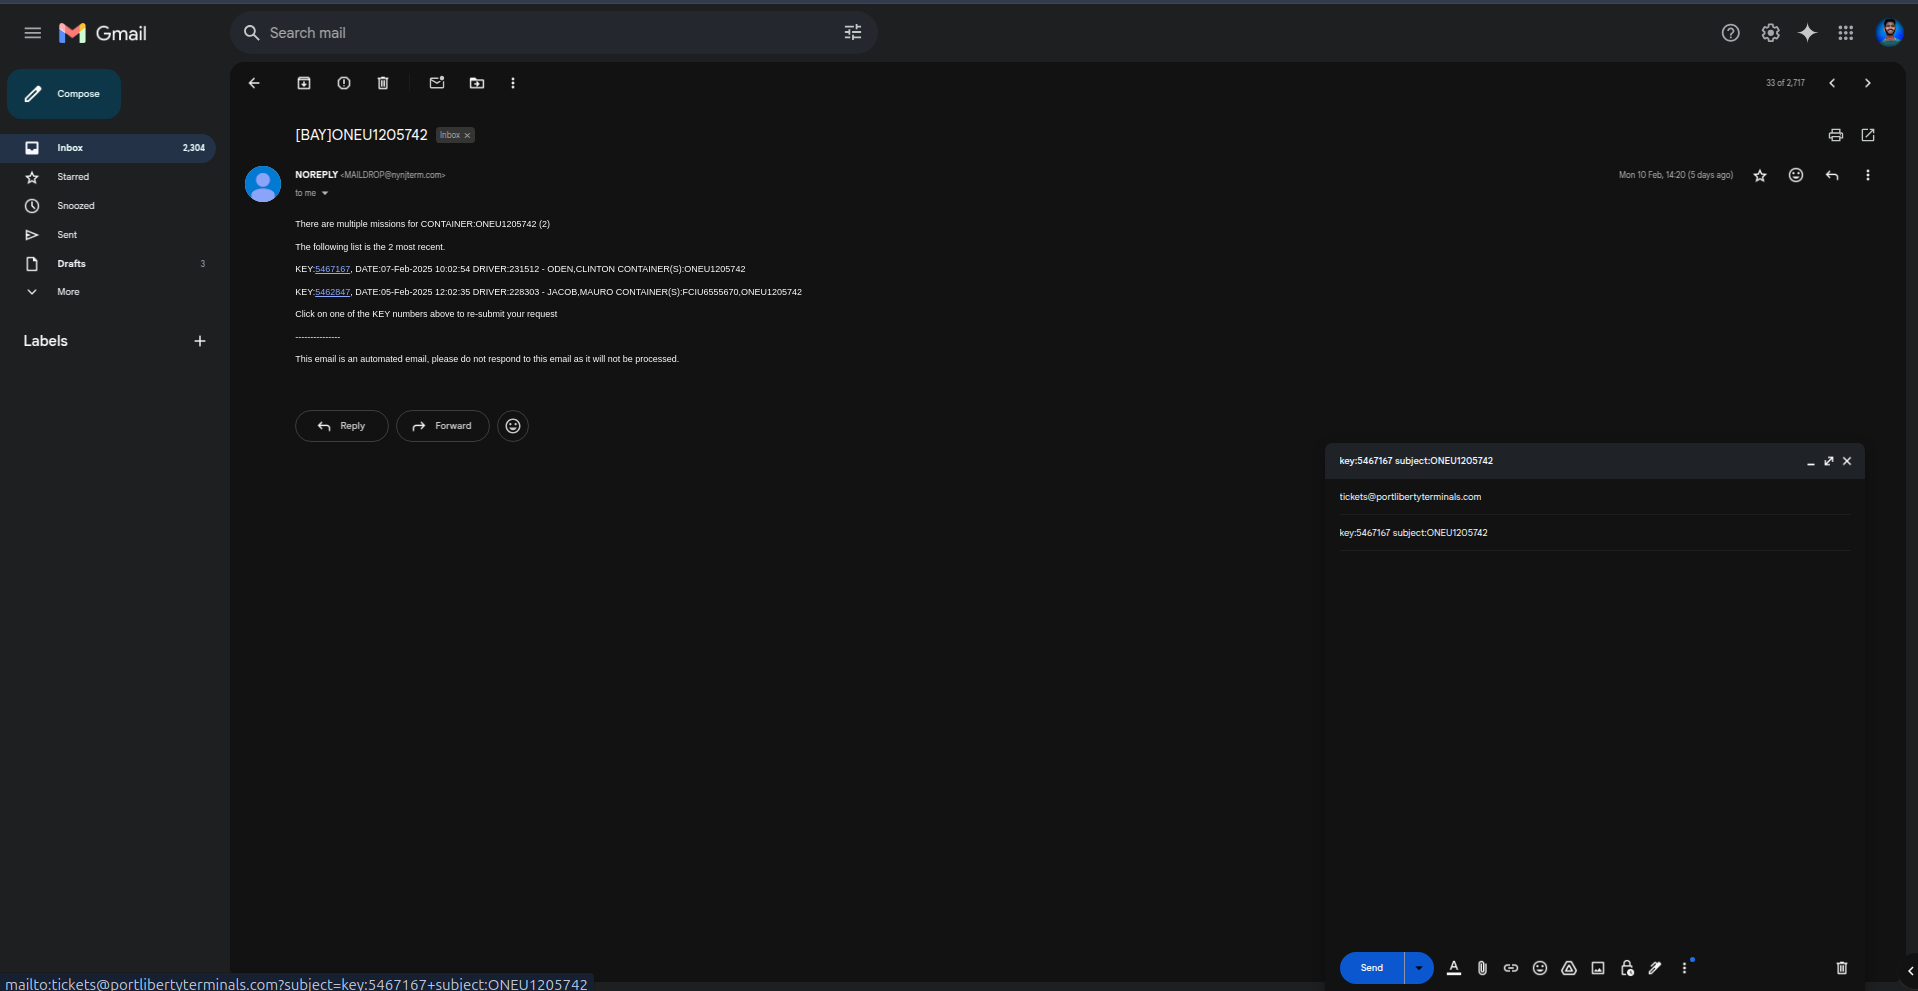 Gmail
Search mail
Compose
33 of 2,717
[BAY]ONEU1205742 Inbox ×
Inbox 2,304
Starred
NOREPLY <MAILDROP@nynjterm.com>
Mon 10 Feb, 14:20 (5 days ago)
to me
Snoozed
Sent
Drafts 3
More
Labels
There are multiple missions for CONTAINER:ONEU1205742 (2)
The following list is the 2 most recent.
KEY:5467167, DATE:07-Feb-2025 10:02:54 DRIVER:231512 - ODEN,CLINTON CONTAINER(S):ONEU1205742
KEY:5462847, DATE:05-Feb-2025 12:02:35 DRIVER:228303 - JACOB,MAURO CONTAINER(S):FCIU6555670,ONEU1205742
Click on one of the KEY numbers above to re-submit your request
---------------
This email is an automated email, please do not respond to this email as it will not be processed.
Reply
Forward
key:5467167 subject:ONEU1205742
tickets@portlibertyterminals.com
key:5467167 subject:ONEU1205742
Send
mailto:tickets@portlibertyterminals.com?subject=key:5467167+subject:ONEU1205742